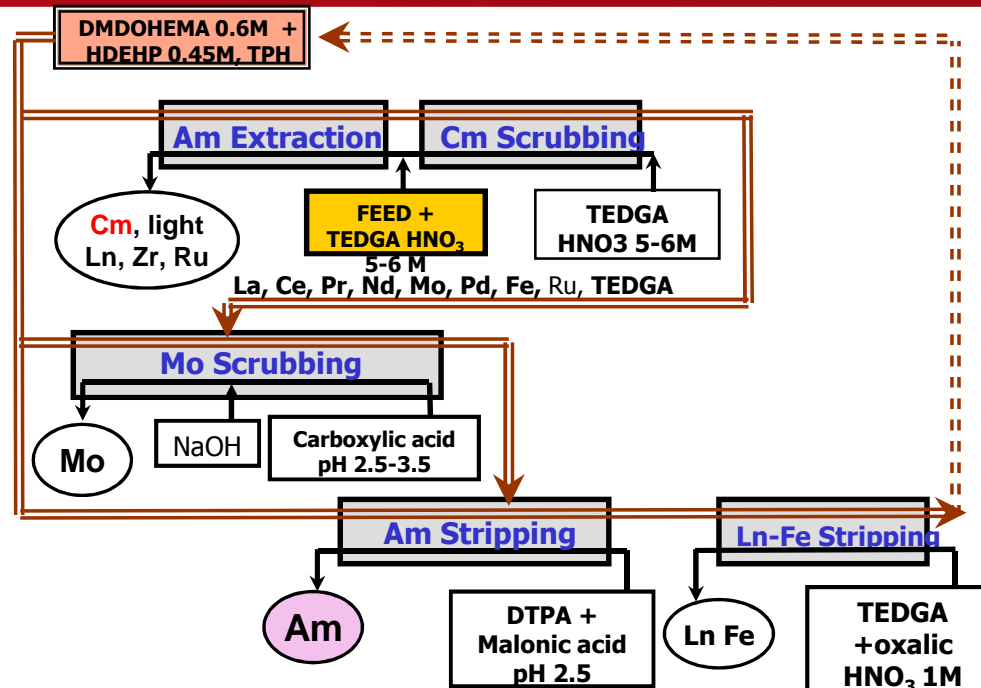 DMDOHEMA 0.6M +
HDEHP 0.45M, TPH
Am Extraction
Cm Scrubbing
Cm, light
Ln, Zr, Ru
FEED +
TEDGA HNO₃
5-6 M
TEDGA
HNO3 5-6M
La, Ce, Pr, Nd, Mo, Pd, Fe, Ru, TEDGA
Mo Scrubbing
Mo
NaOH
Carboxylic acid
pH 2.5-3.5
Am Stripping
Ln-Fe Stripping
Am
DTPA +
Malonic acid
pH 2.5
Ln Fe
TEDGA
+oxalic
HNO₃ 1M